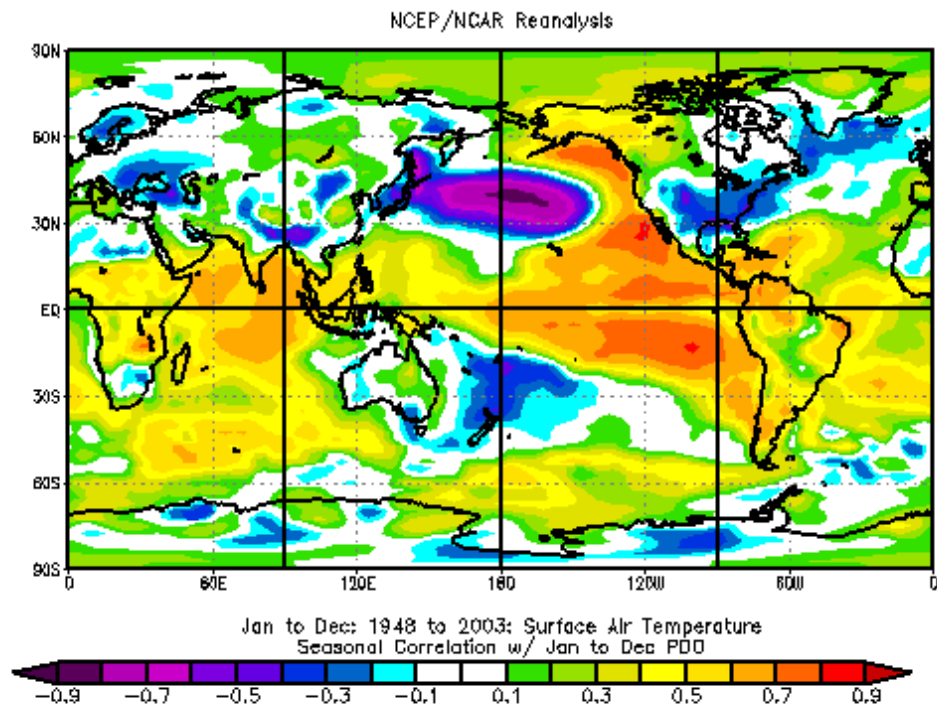 NCEP/NCAR Reanalysis
90N
60N
30N
EQ
30S
60S
90S
0 60E 120E 180 120W 60W 0
Jan to Dec: 1948 to 2003: Surface Air Temperature
Seasonal Correlation w/ Jan to Dec PDO
-0.9 -0.7 -0.5 -0.3 -0.1 0.1 0.3 0.5 0.7 0.9